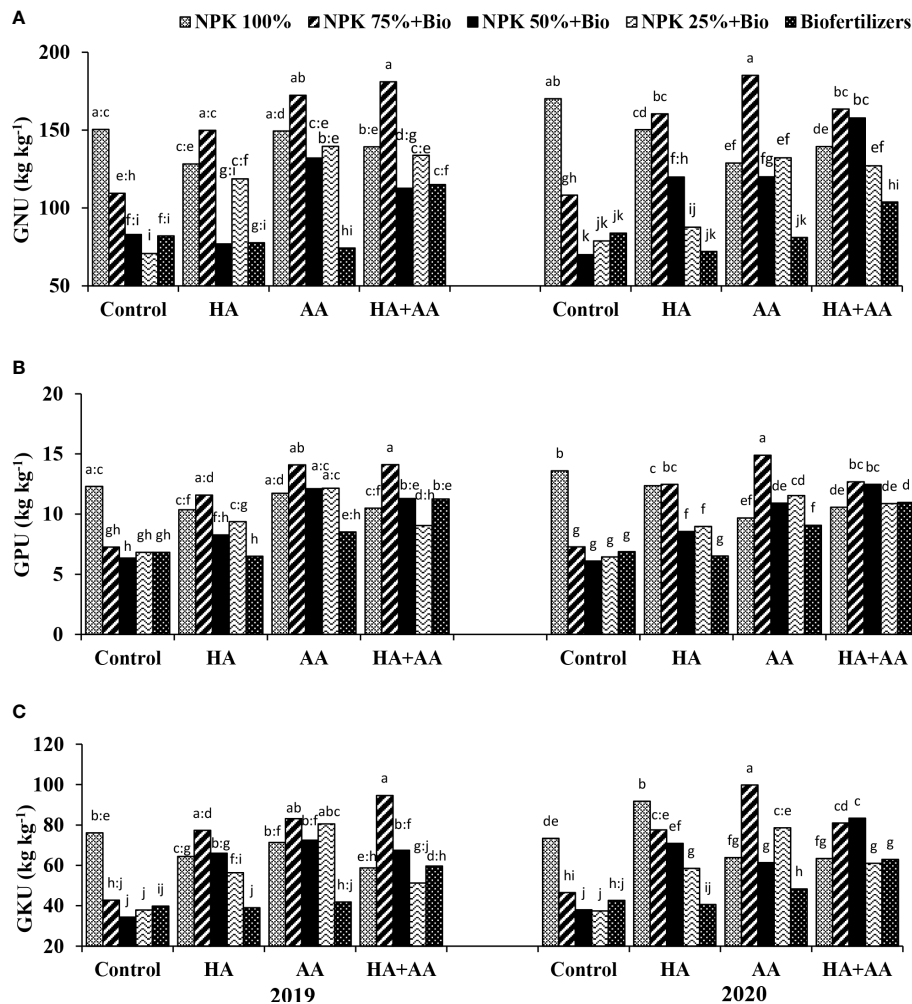 A
NPK 100% NPK 75%+Bio NPK 50%+Bio NPK 25%+Bio Biofertilizers
GNU (kg kg⁻¹)
200
150
100
50
a:c e:h f:i i f:i
c:e a:c g:i c:f g:i
a:d ab c:e b:e hi
b:e a d:g c:e c:f
ab gh k jk jk
cd bc f:h ij jk
ef a fg ef jk
de bc bc ef hi
Control HA AA HA+AA Control HA AA HA+AA
B
GPU (kg kg⁻¹)
20
15
10
5
0
a:c gh h gh gh
c:f a:d f:h c:g g
a:d ab a:c a:c e:h
c:f a b:e d:h b:e
b g g g g
c bc f f g
ef a de cd f
de bc bc de d
Control HA AA HA+AA Control HA AA HA+AA
C
GKU (kg kg⁻¹)
120
100
80
60
40
20
b:e h:j j j ij
c:g a:d b:g f:i j
b:f ab b:f abc h:j
e:h a b:f g:j d:h
de hi j j h:j
b c:e ef g ij
fg a g c:e h
fg cd c g g
Control HA AA HA+AA Control HA AA HA+AA
2019 2020